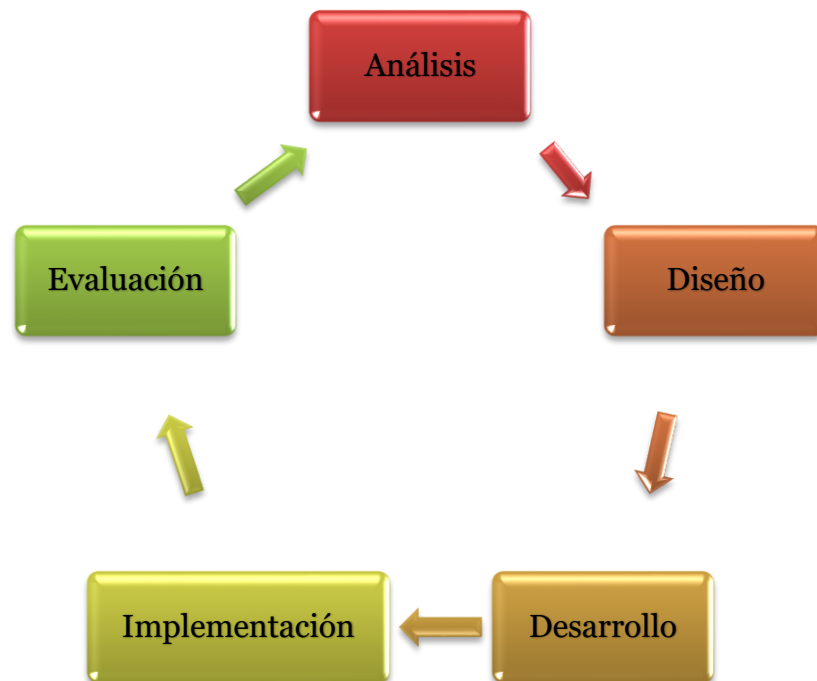 Análisis
Diseño
Desarrollo
Implementación
Evaluación